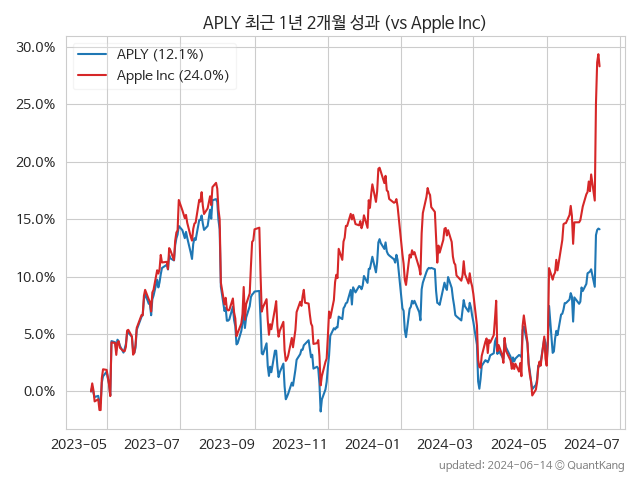 APLY 최근 1년 2개월 성과 (vs Apple Inc)
30.0%
25.0%
20.0%
15.0%
10.0%
5.0%
0.0%
APLY (12.1%)
Apple Inc (24.0%)
2023-05 2023-07 2023-09 2023-11 2024-01 2024-03 2024-05 2024-07
updated: 2024-06-14 © QuantKang